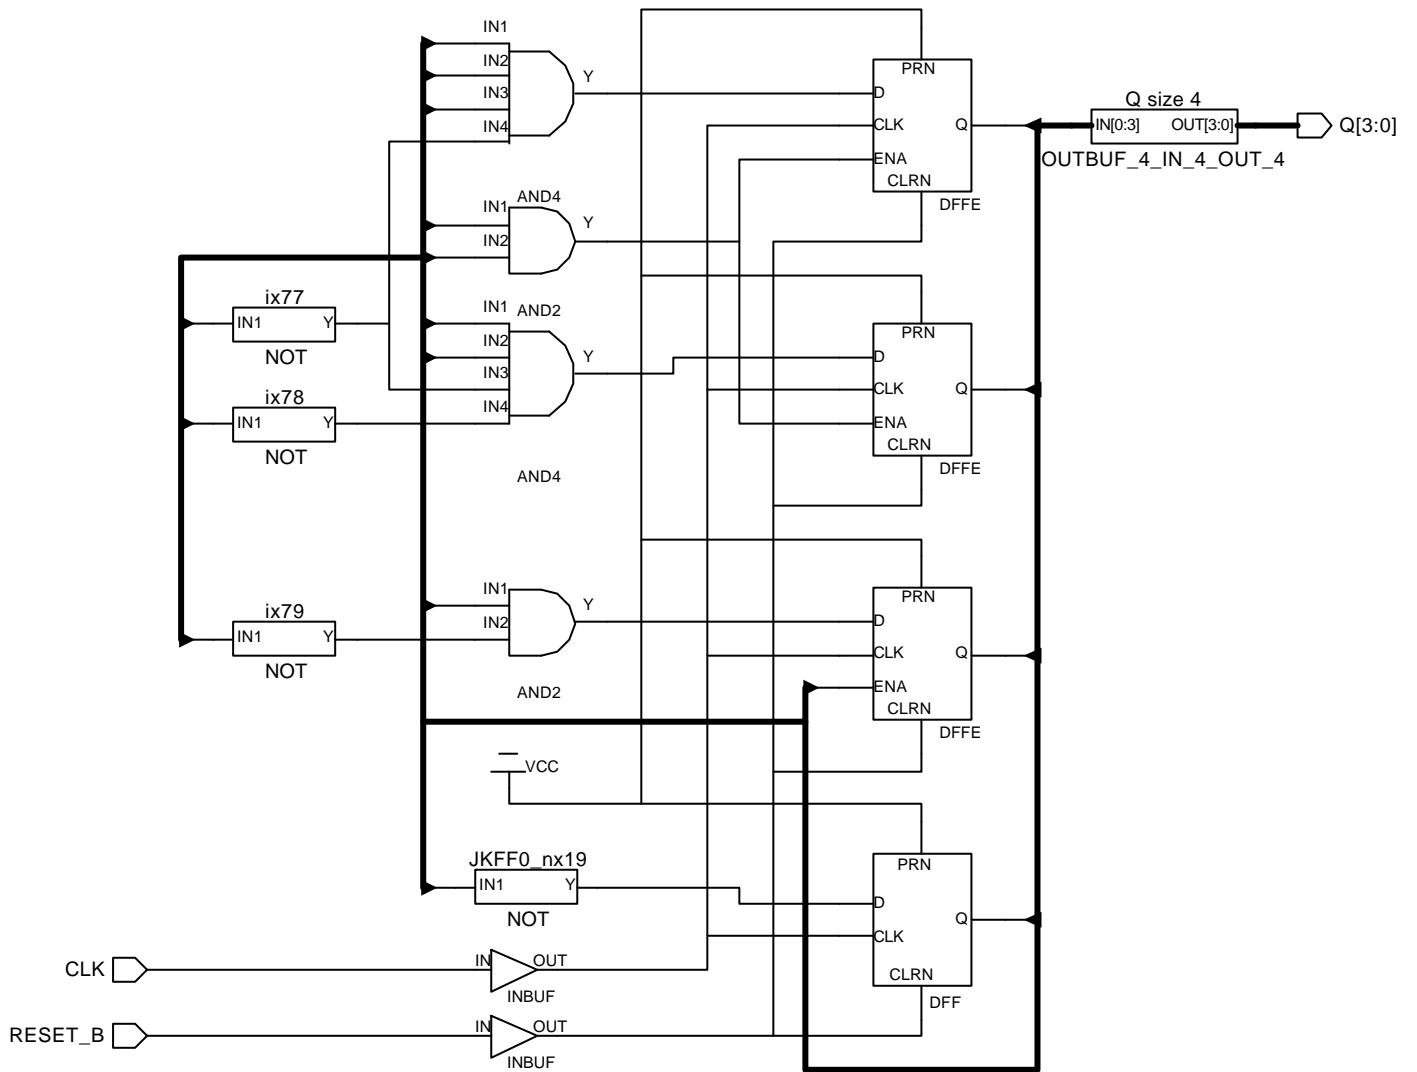 IN1
IN2
IN3
IN4
Y
AND4
IN1
IN2
Y
AND2
ix77
IN1 Y
NOT
ix78
IN1 Y
NOT
IN1
IN2
IN3
IN4
Y
AND4
ix79
IN1 Y
NOT
IN1
IN2
Y
AND2
VCC
JKFF0_nx19
IN1 Y
NOT
CLK
IN OUT
INBUF
RESET_B
IN OUT
INBUF
PRN
D
CLK Q
ENA
CLRN
DFFE
PRN
D
CLK Q
ENA
CLRN
DFFE
PRN
D
CLK Q
ENA
CLRN
DFFE
PRN
D
Q
CLK
CLRN
DFF
Q size 4
IN[0:3] OUT[3:0]
OUTBUF_4_IN_4_OUT_4
Q[3:0]